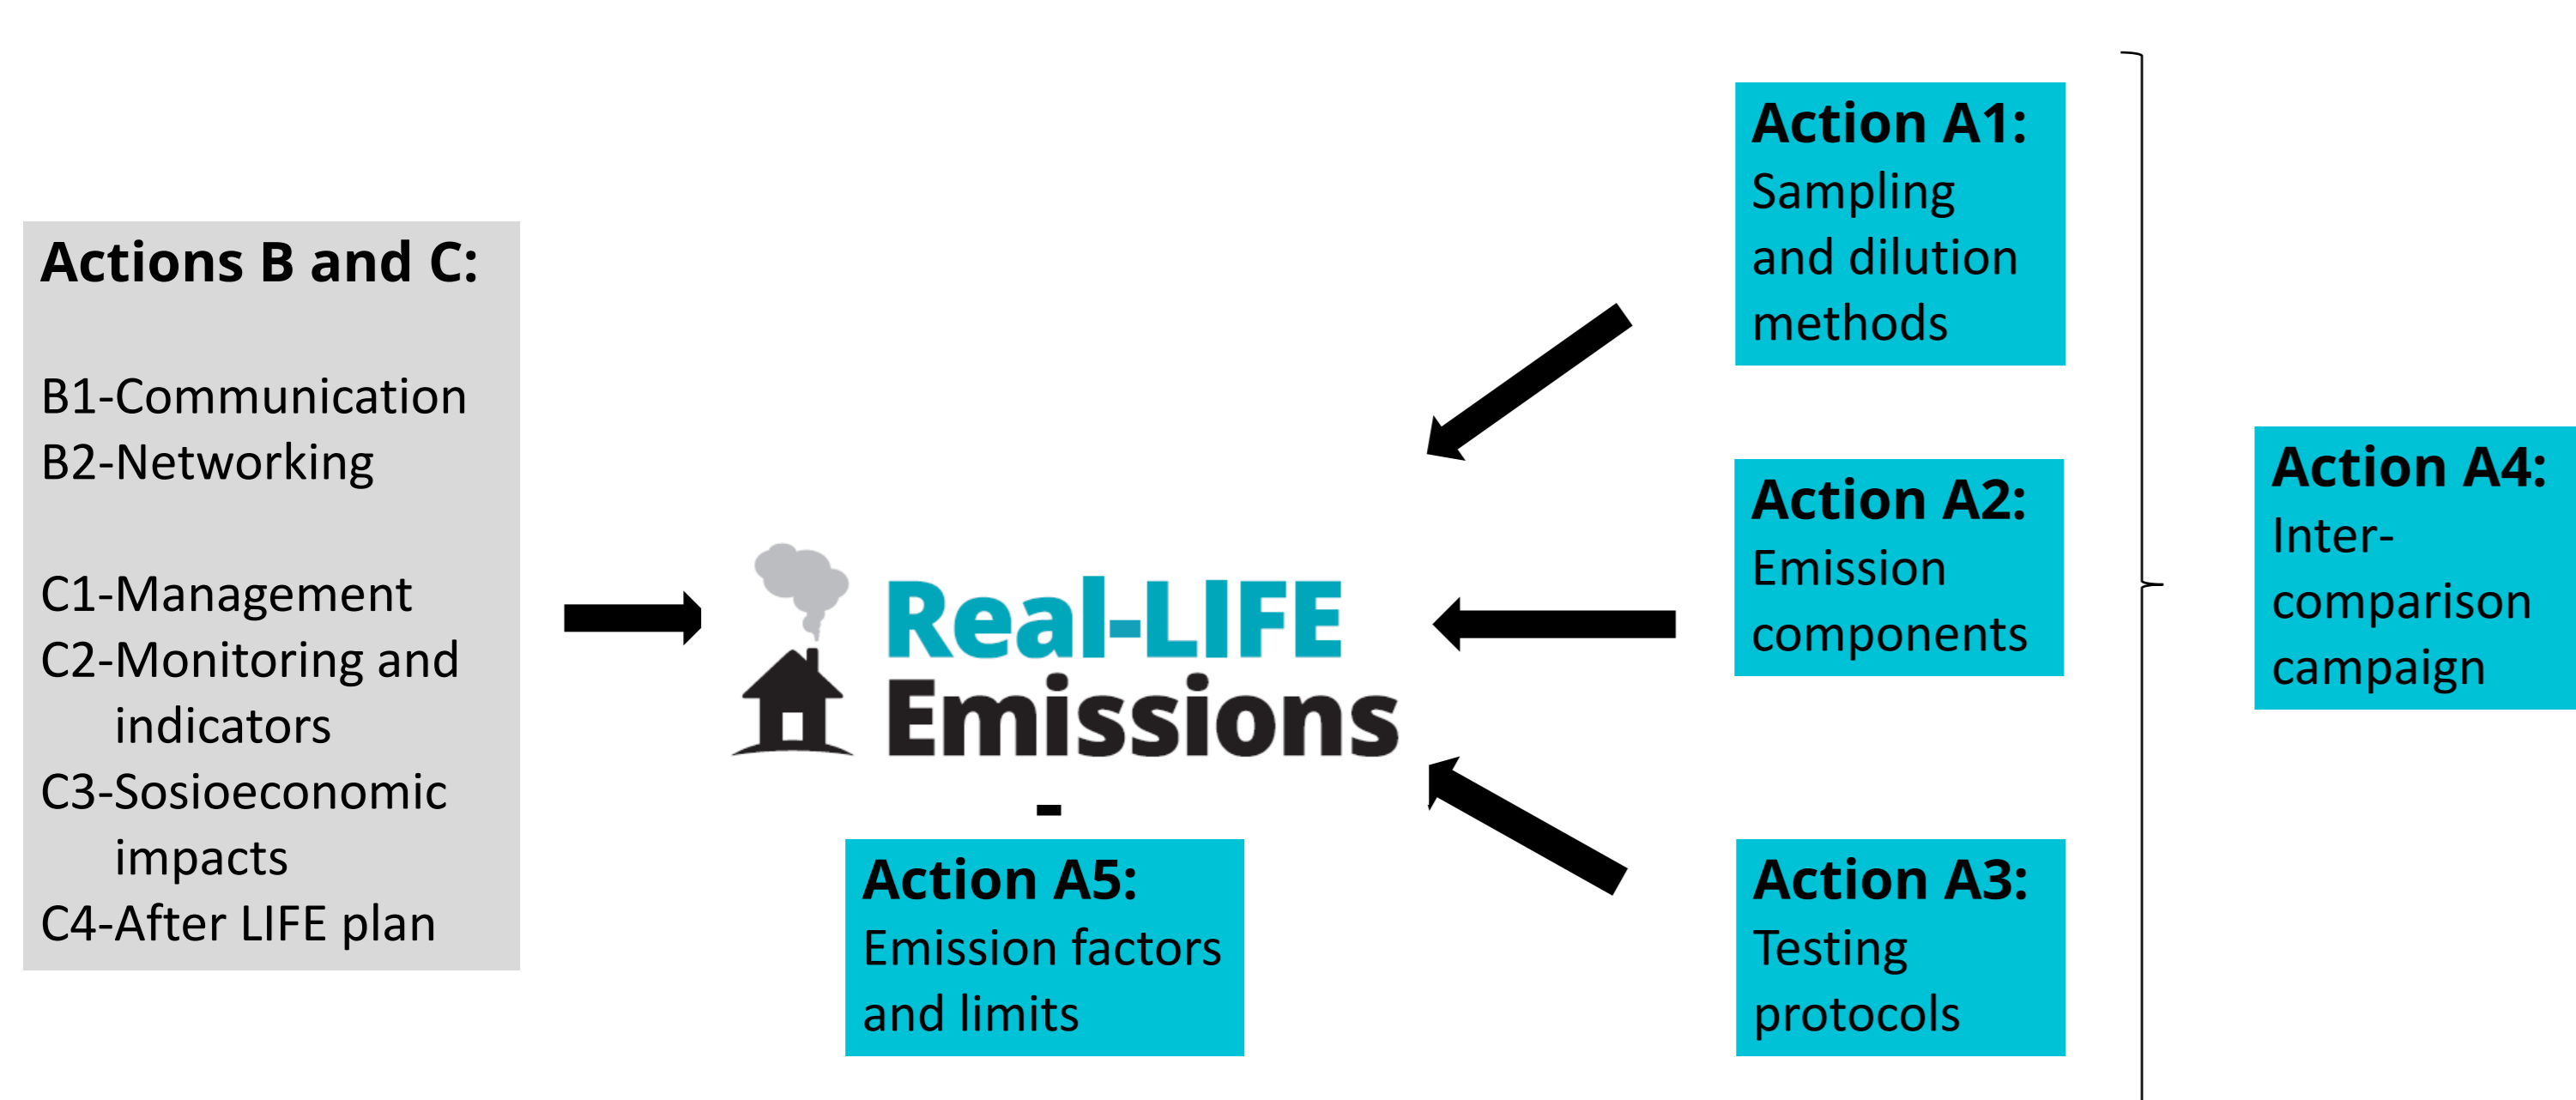 Actions B and C:
B1-Communication
B2-Networking
C1-Management
C2-Monitoring and
indicators
C3-Sosioeconomic
impacts
C4-After LIFE plan
Real-LIFE
Emissions
-
Action A5:
Emission factors
and limits
Action A1:
Sampling
and dilution
methods
Action A2:
Emission
components
Action A3:
Testing
protocols
Action A4:
Inter-
comparison
campaign